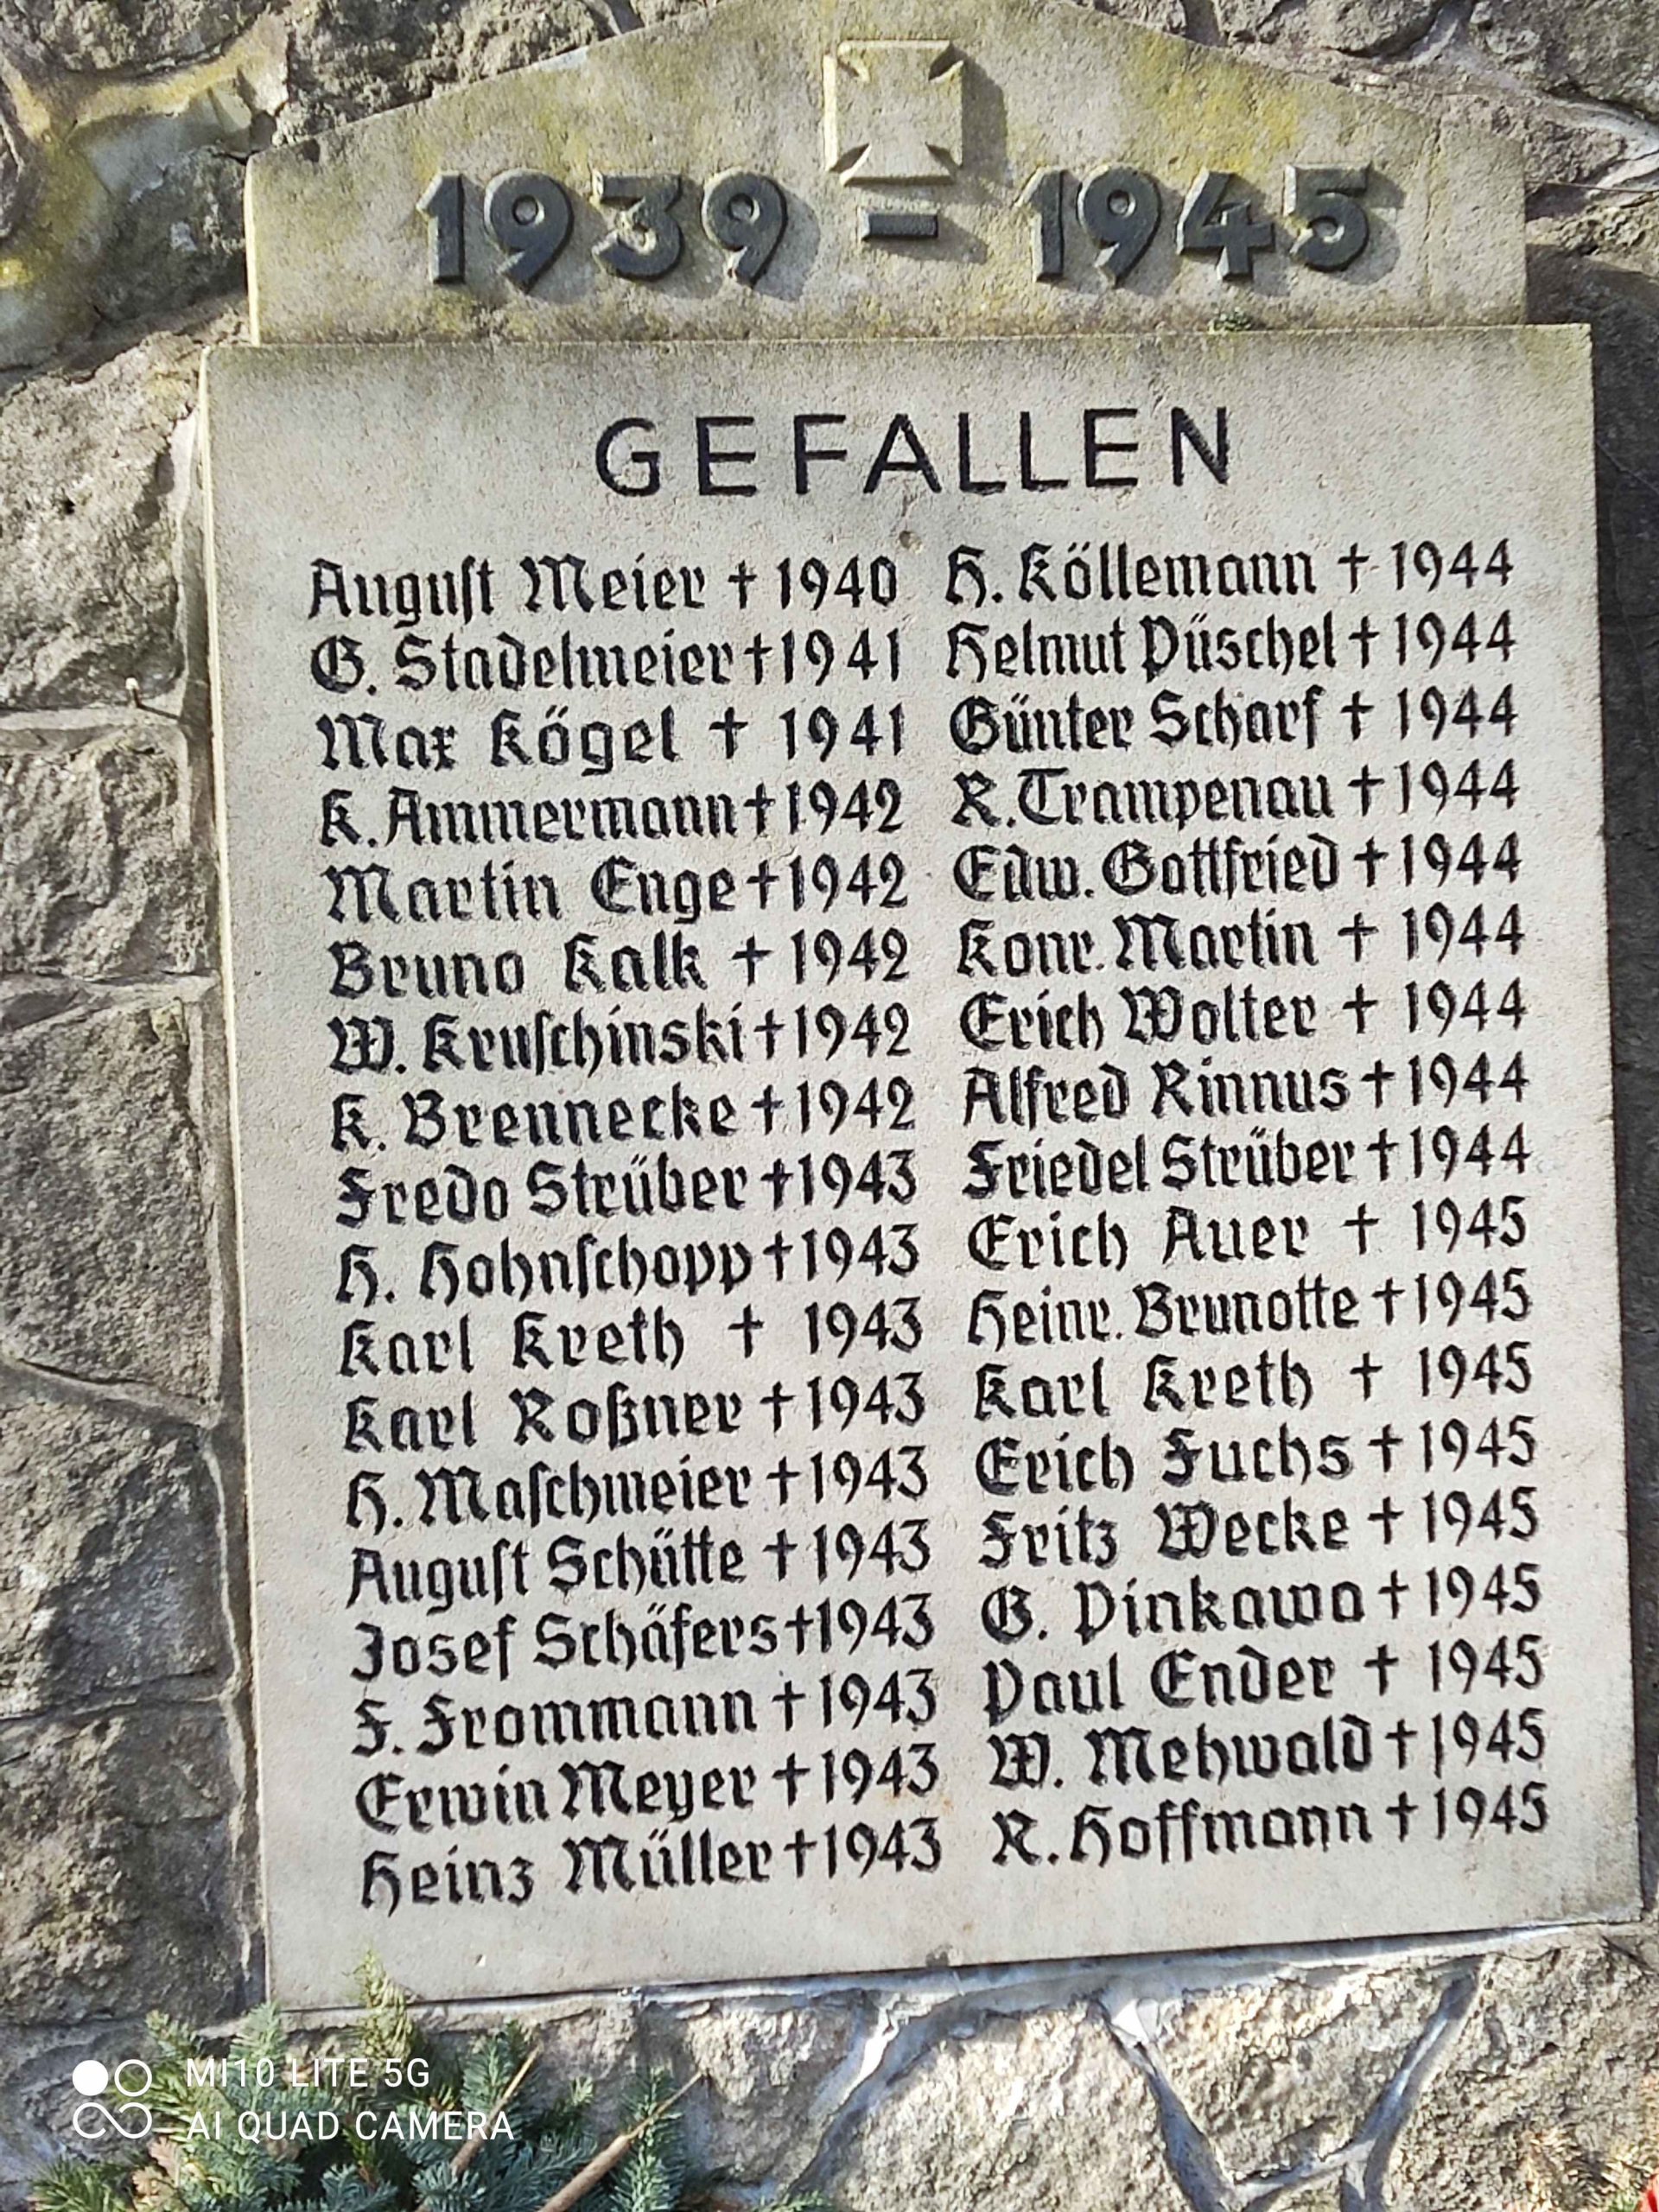 1939 - 1945
GEFALLEN
Auguſt Meier † 1940
G. Stadelmeier † 1941
Max Kögel † 1941
K. Ammermann † 1942
Martin Enge † 1942
Bruno Kalk † 1942
W. Kruſchinski † 1942
K. Brennecke † 1942
Fredo Strüber † 1943
H. Hohnſchopp † 1943
Karl Kreth † 1943
Karl Roßner † 1943
H. Maſchmeier † 1943
Auguſt Schütte † 1943
Josef Schäfers † 1943
F. Frommann † 1943
Erwin Meyer † 1943
Heinz Müller † 1943
H. Köllemann † 1944
Helmut Püschel † 1944
Günter Scharf † 1944
R. Trampenau † 1944
Edw. Gottfried † 1944
Konr. Martin † 1944
Erich Wolter † 1944
Alfred Rinnus † 1944
Friedel Strüber † 1944
Erich Auer † 1945
Heinr. Brunotte † 1945
Karl Kreth † 1945
Erich Fuchs † 1945
Fritz Wecke † 1945
G. Pinkawa † 1945
Paul Ender † 1945
W. Mehwald † 1945
R. Hoffmann † 1945
MI10 LITE 5G
AI QUAD CAMERA